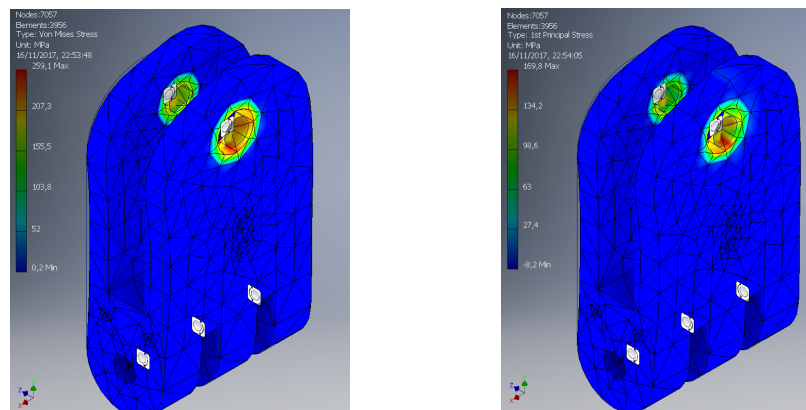 Nodes:7057
Elements:3956
Type: Von Mises Stress
Unit: MPa
16/11/2017, 22:53:48
259,1 Max
207,3
155,5
103,8
52
0,2 Min
Z
Y
X
Nodes:7057
Elements:3956
Type: 1st Principal Stress
Unit: MPa
16/11/2017, 22:54:05
169,8 Max
134,2
98,6
63
27,4
-8,2 Min
Z
Y
X